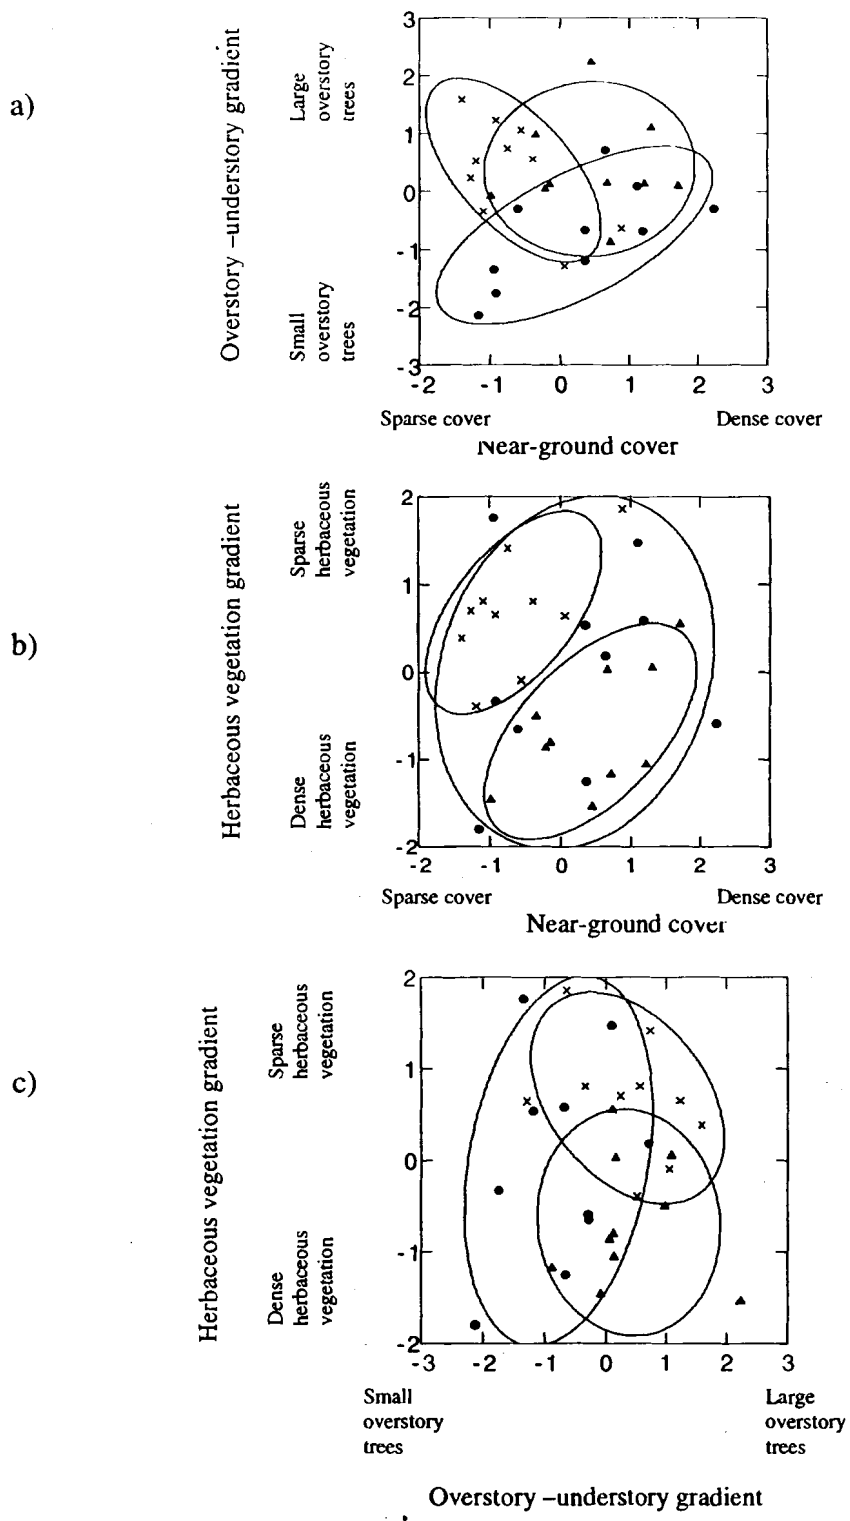 a)
Overstory –understory gradient
Large
overstory
trees
Small
overstory
trees
3
2
1
0
-1
-2
-3
-2
-1
0
1
2
3
Sparse cover
Dense cover
Near-ground cover
b)
Herbaceous vegetation gradient
Sparse
herbaceous
vegetation
Dense
herbaceous
vegetation
2
1
0
-1
-2
-2
-1
0
1
2
3
Sparse cover
Dense cover
Near-ground cover
c)
Herbaceous vegetation gradient
Sparse
herbaceous
vegetation
Dense
herbaceous
vegetation
2
1
0
-1
-2
-3
-2
-1
0
1
2
3
Small
overstory
trees
Large
overstory
trees
Overstory –understory gradient